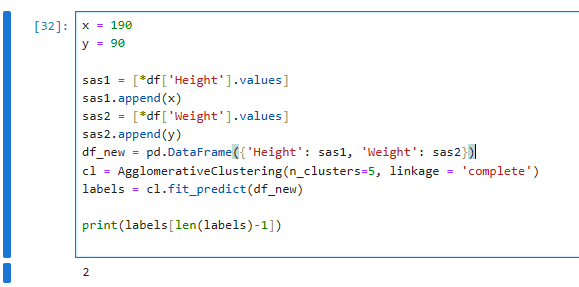 [32]: x = 190
y = 90
sas1 = [*df['Height'].values]
sas1.append(x)
sas2 = [*df['Weight'].values]
sas2.append(y)
df_new = pd.DataFrame({'Height': sas1, 'Weight': sas2})
cl = AgglomerativeClustering(n_clusters=5, linkage = 'complete')
labels = cl.fit_predict(df_new)
print(labels[len(labels)-1])
2